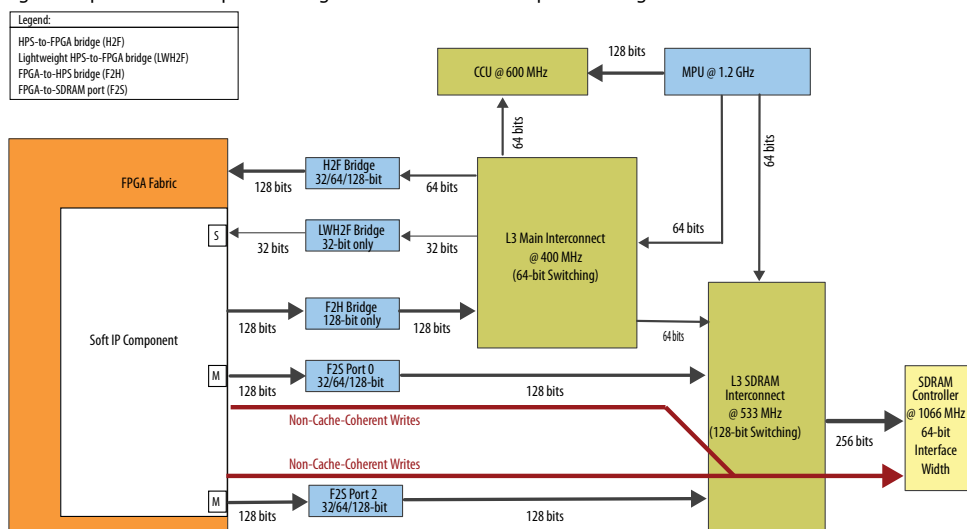 Legend:
HPS-to-FPGA bridge (H2F)
Lightweight HPS-to-FPGA bridge (LWH2F)
FPGA-to-HPS bridge (F2H)
FPGA-to-SDRAM port (F2S)
CCU @ 600 MHz
128 bits
MPU @ 1.2 GHz
64 bits
64 bits
FPGA Fabric
128 bits
H2F Bridge
32/64/128-bit
64 bits
S
32 bits
LWH2F Bridge
32-bit only
32 bits
L3 Main Interconnect
@ 400 MHz
(64-bit Switching)
64 bits
Soft IP Component
128 bits
F2H Bridge
128-bit only
128 bits
64 bits
M
128 bits
F2S Port 0
32/64/128-bit
128 bits
L3 SDRAM
Interconnect
@ 533 MHz
(128-bit Switching)
256 bits
SDRAM
Controller
@ 1066 MHz
64-bit
Interface
Width
Non-Cache-Coherent Writes
Non-Cache-Coherent Writes
M
128 bits
F2S Port 2
32/64/128-bit
128 bits